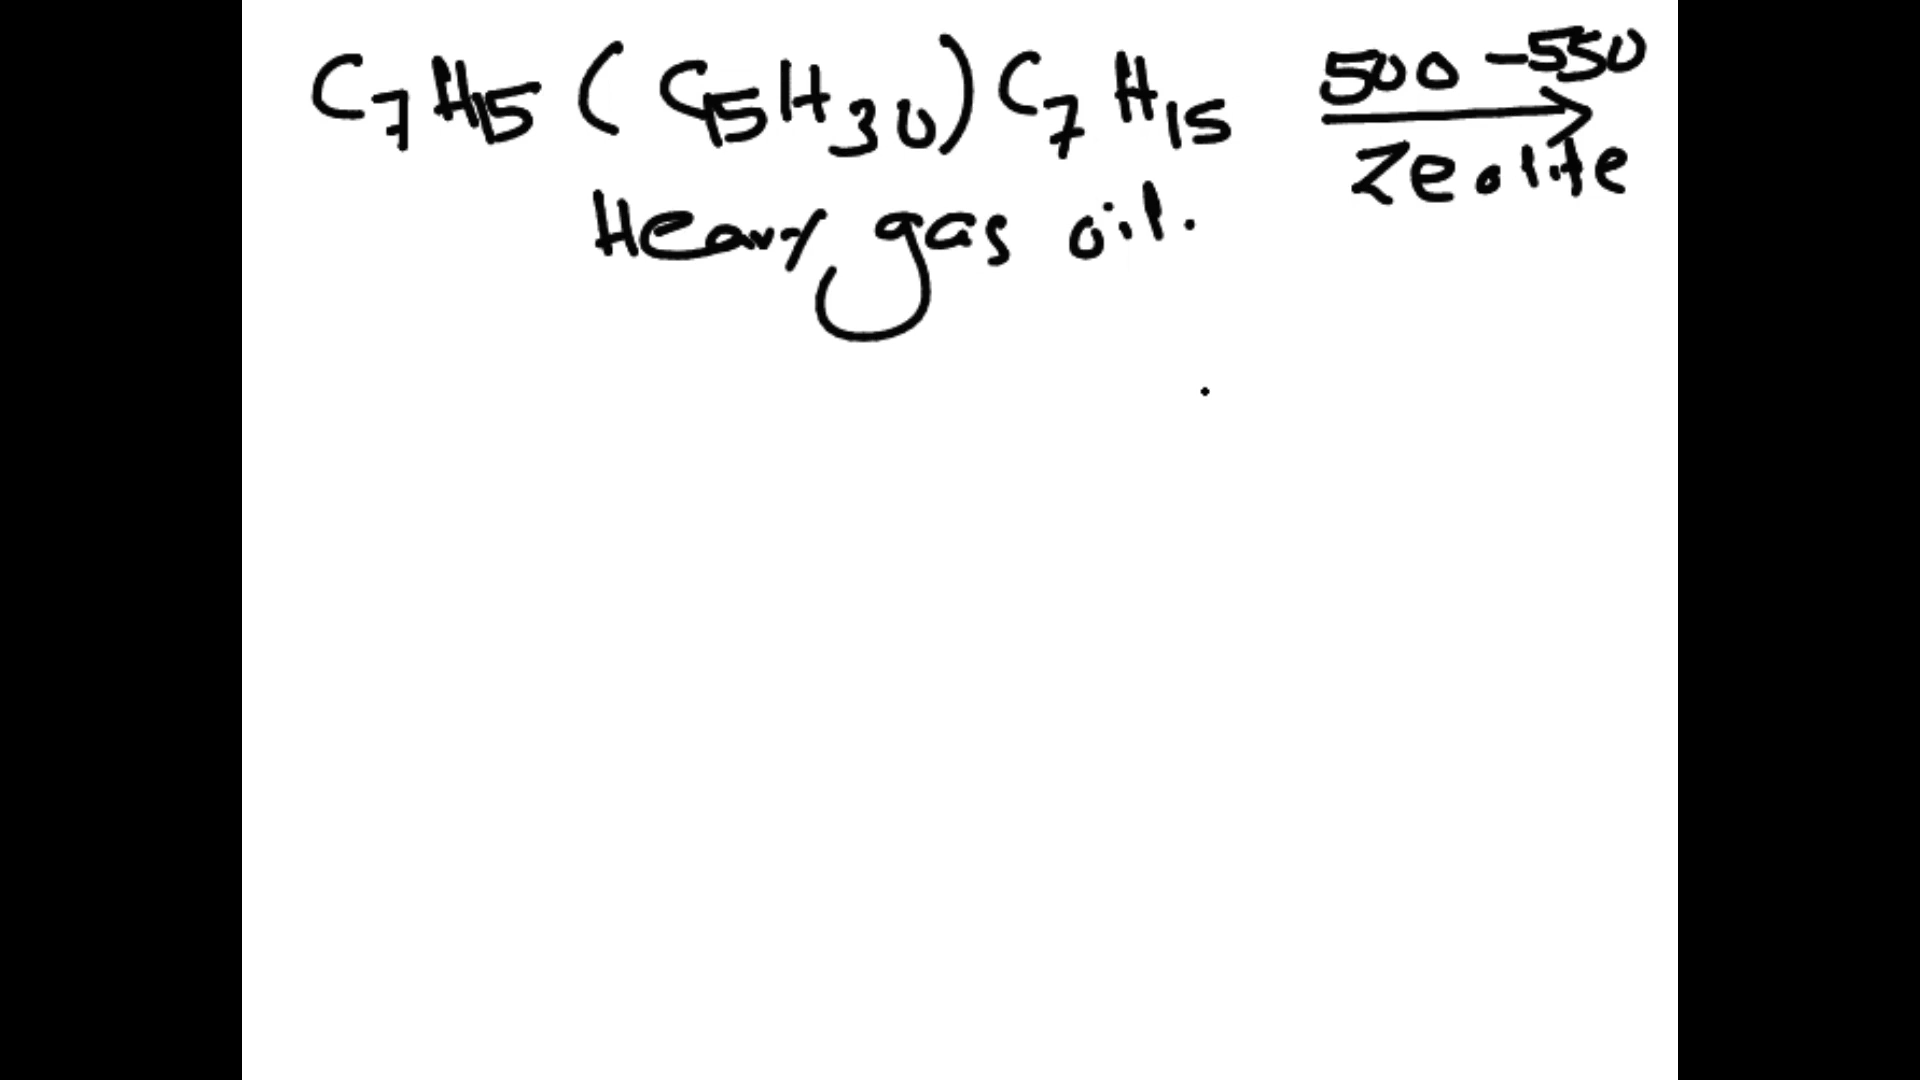 C₇H₁₅(C₁₅H₃₀)C₇H₁₅ 500-550 →
Zeolite
Heavy gas oil.